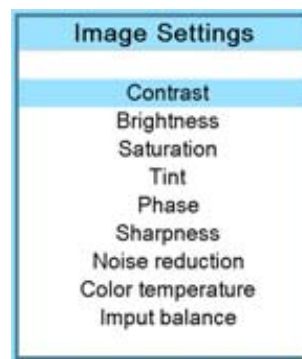 Image Settings
Contrast
Brightness
Saturation
Tint
Phase
Sharpness
Noise reduction
Color temperature
Imput balance